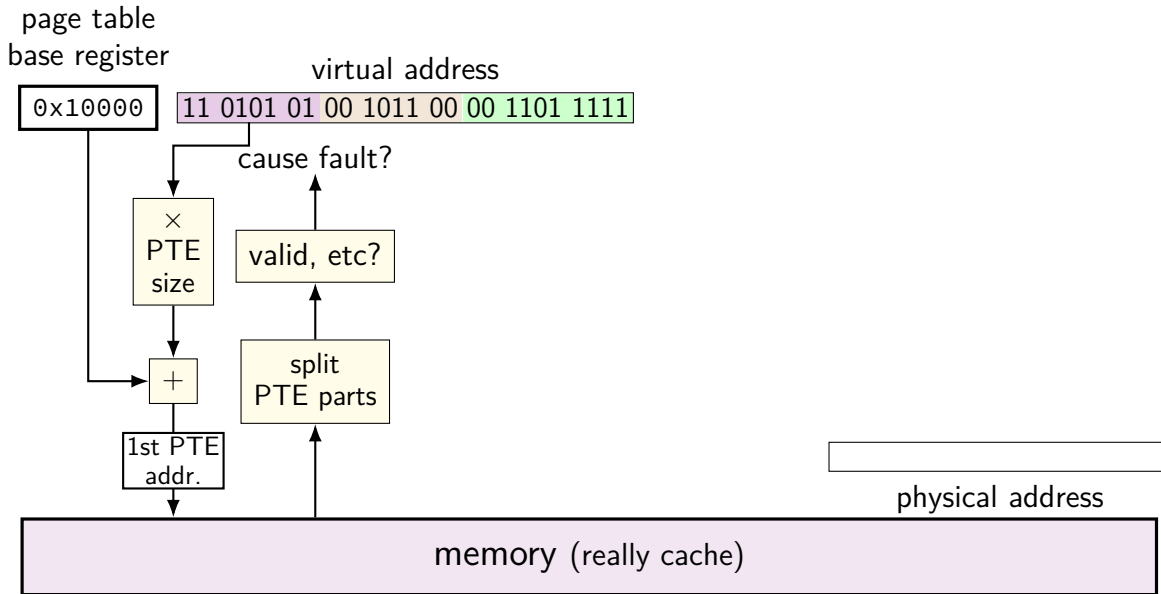 page table
base register
virtual address
0x10000
11 0101 01 00 1011 00 00 1101 1111
cause fault?
×
PTE
size
valid, etc?
split
PTE parts
+
1st PTE
addr.
physical address
memory (really cache)